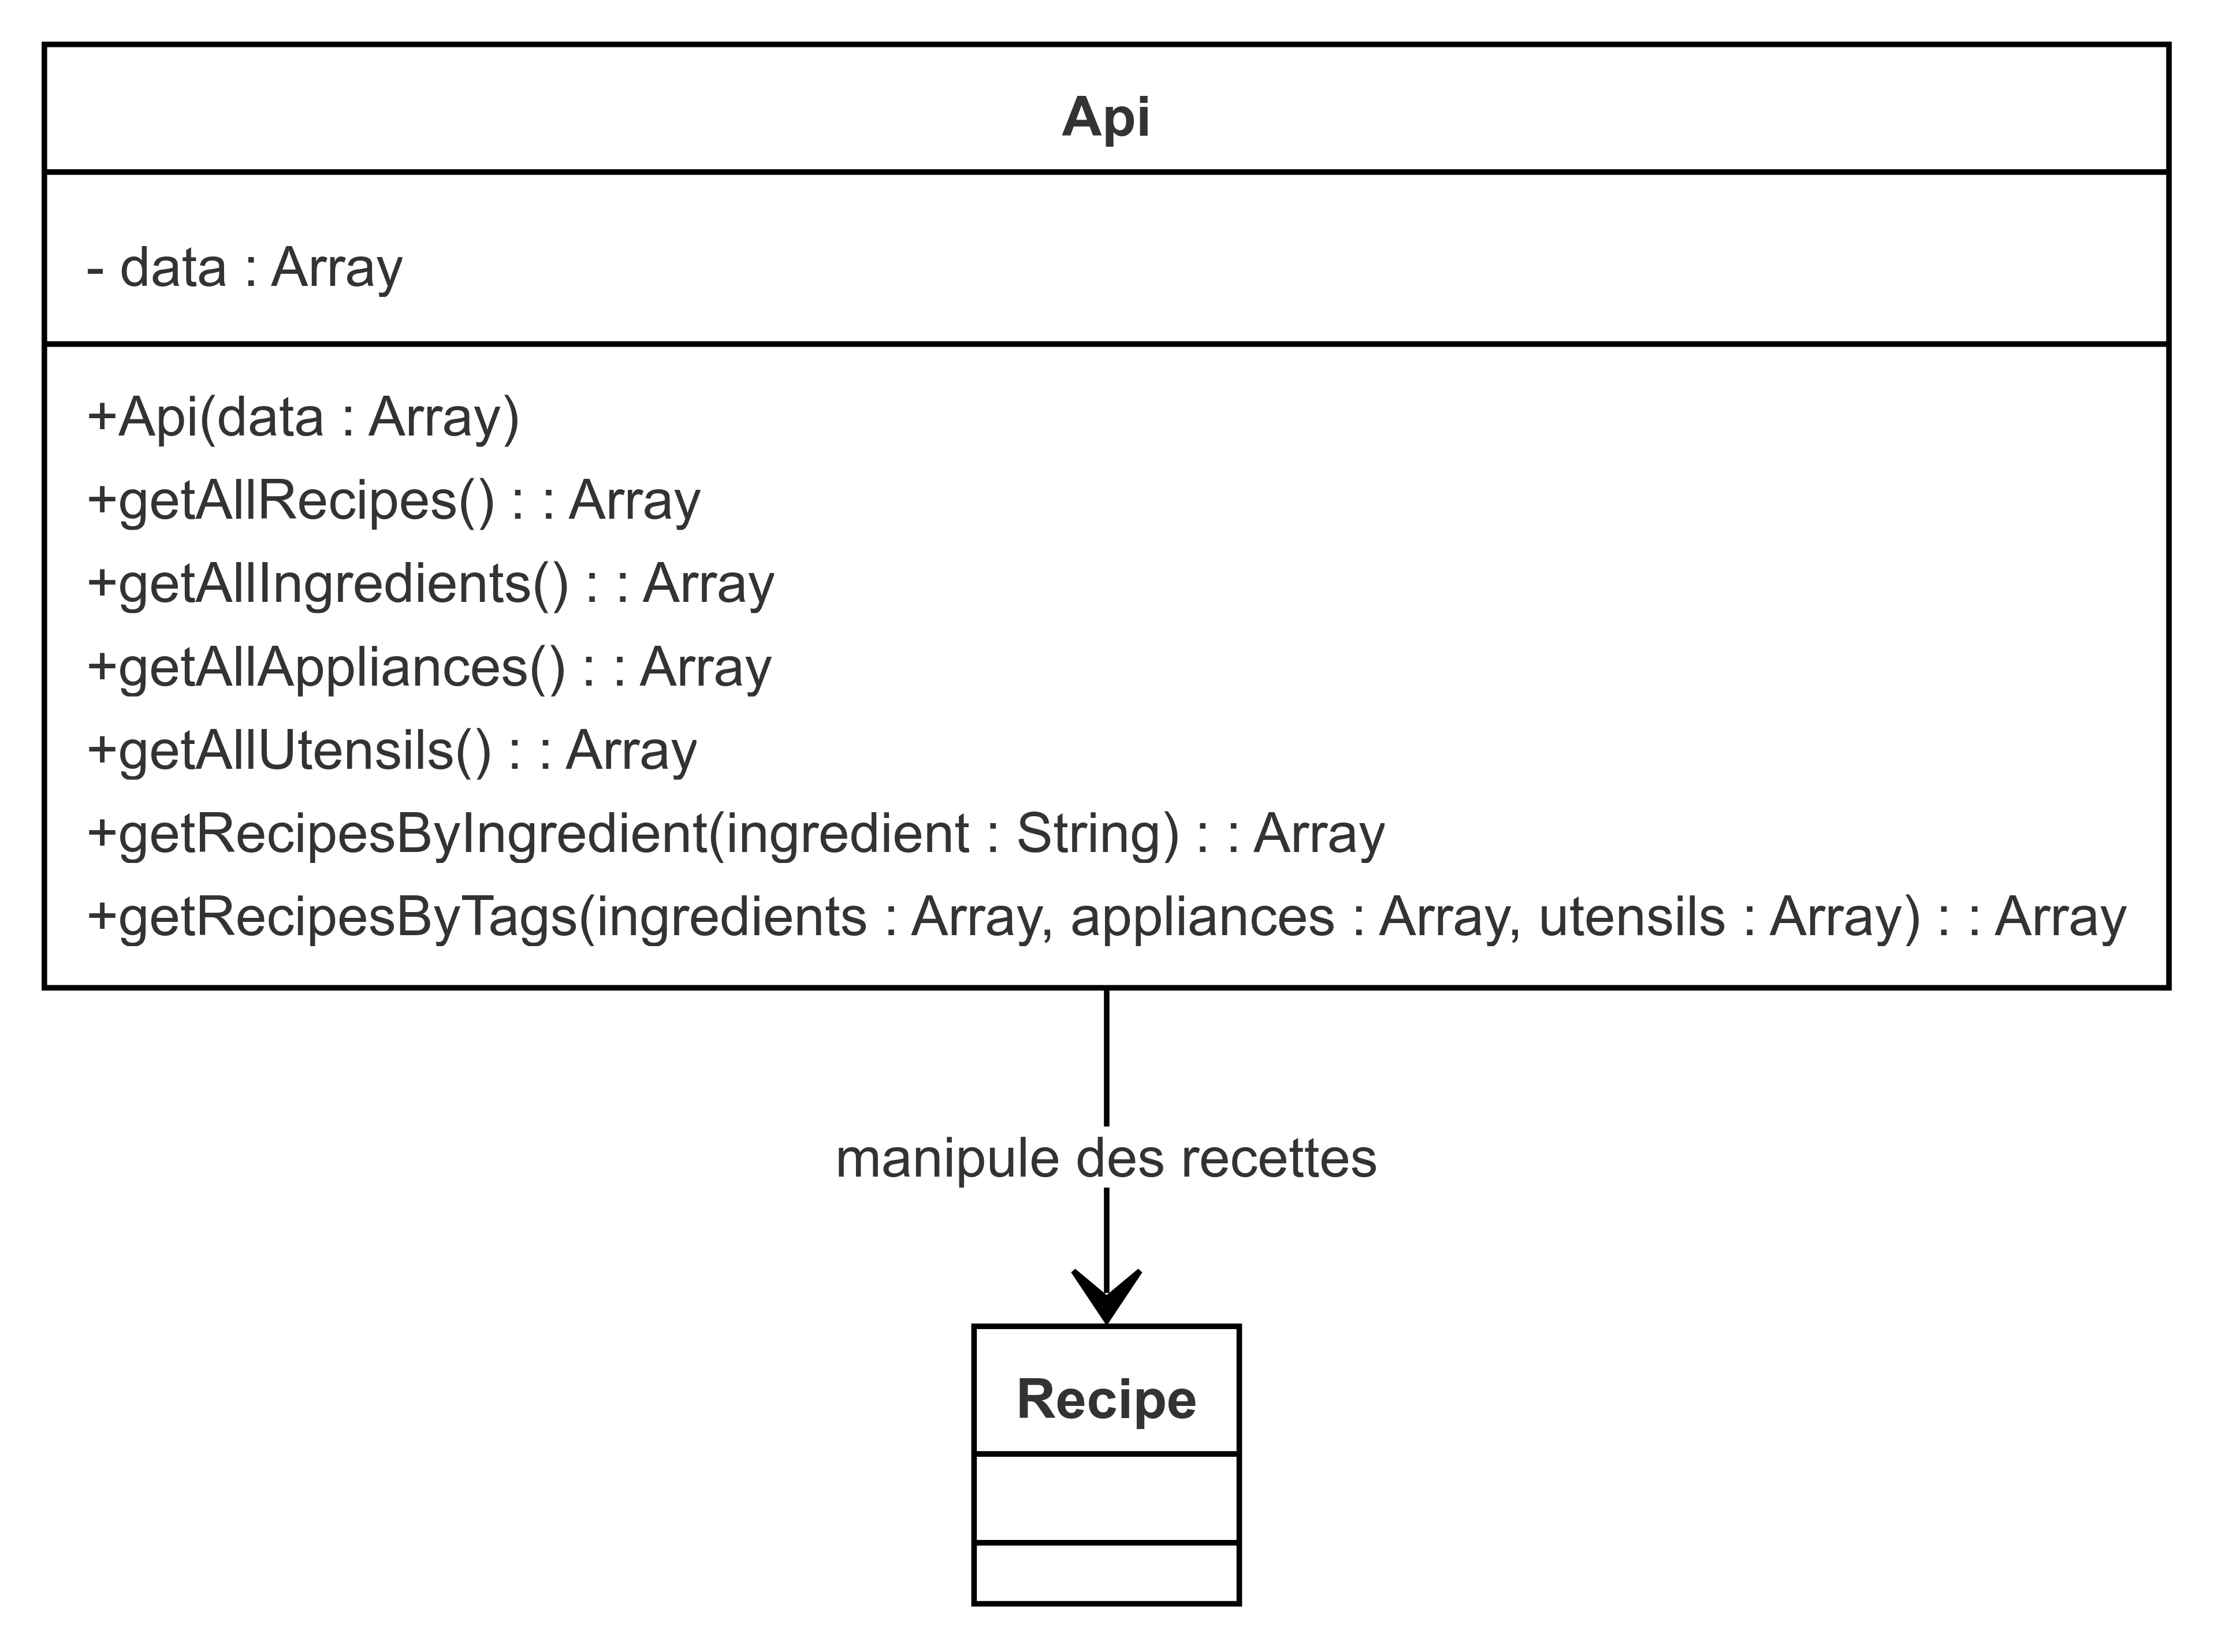 Api
- data : Array
+Api(data : Array)
+getAllRecipes() : : Array
+getAllIngredients() : : Array
+getAllAppliances() : : Array
+getAllUtensils() : : Array
+getRecipesByIngredient(ingredient : String) : : Array
+getRecipesByTags(ingredients : Array, appliances : Array, utensils : Array) : : Array
manipule des recettes
Recipe